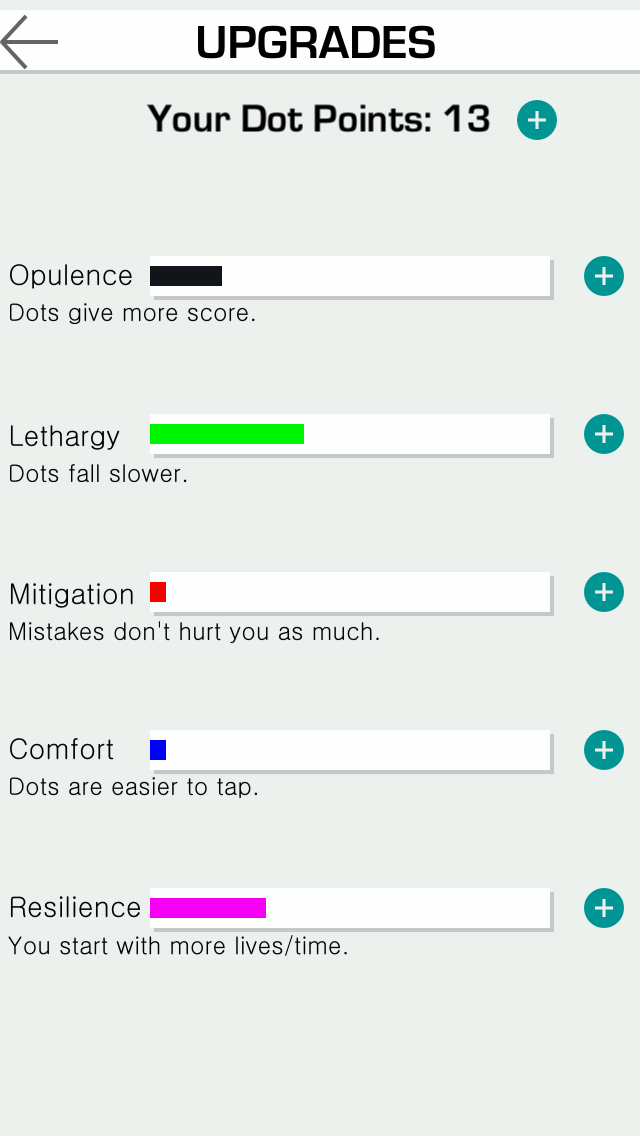 UPGRADES
Your Dot Points: 13
Opulence
Dots give more score.
Lethargy
Dots fall slower.
Mitigation
Mistakes don't hurt you as much.
Comfort
Dots are easier to tap.
Resilience
You start with more lives/time.